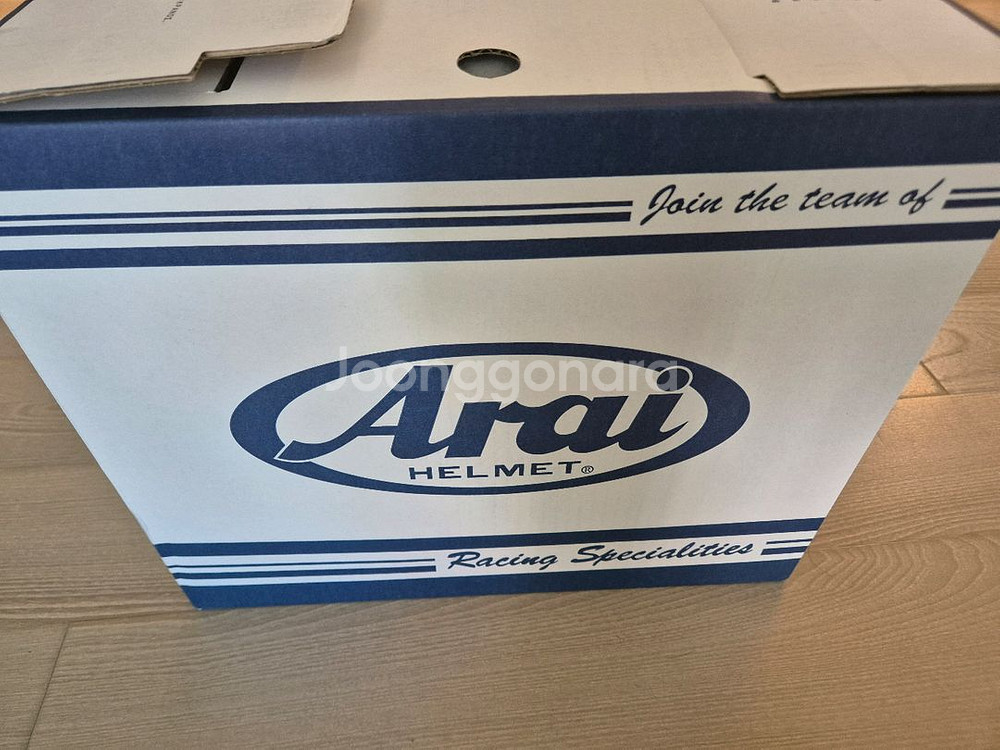 Join the team of
Joonggonara
Arai
HELMET®
Racing Specialities